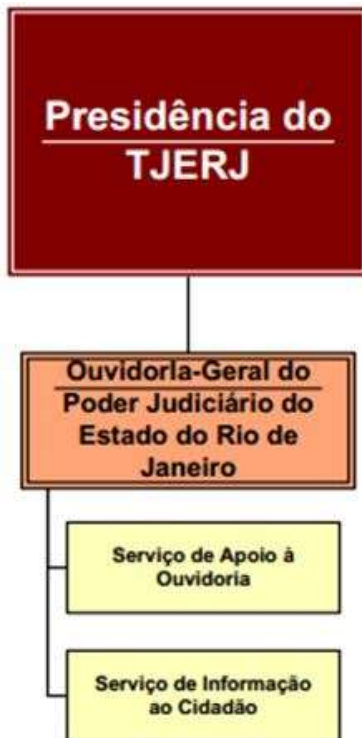 Presidência do
TJERJ
Ouvidoria-Geral do
Poder Judiciário do
Estado do Rio de
Janeiro
Serviço de Apoio à
Ouvidoria
Serviço de Informação
ao Cidadão